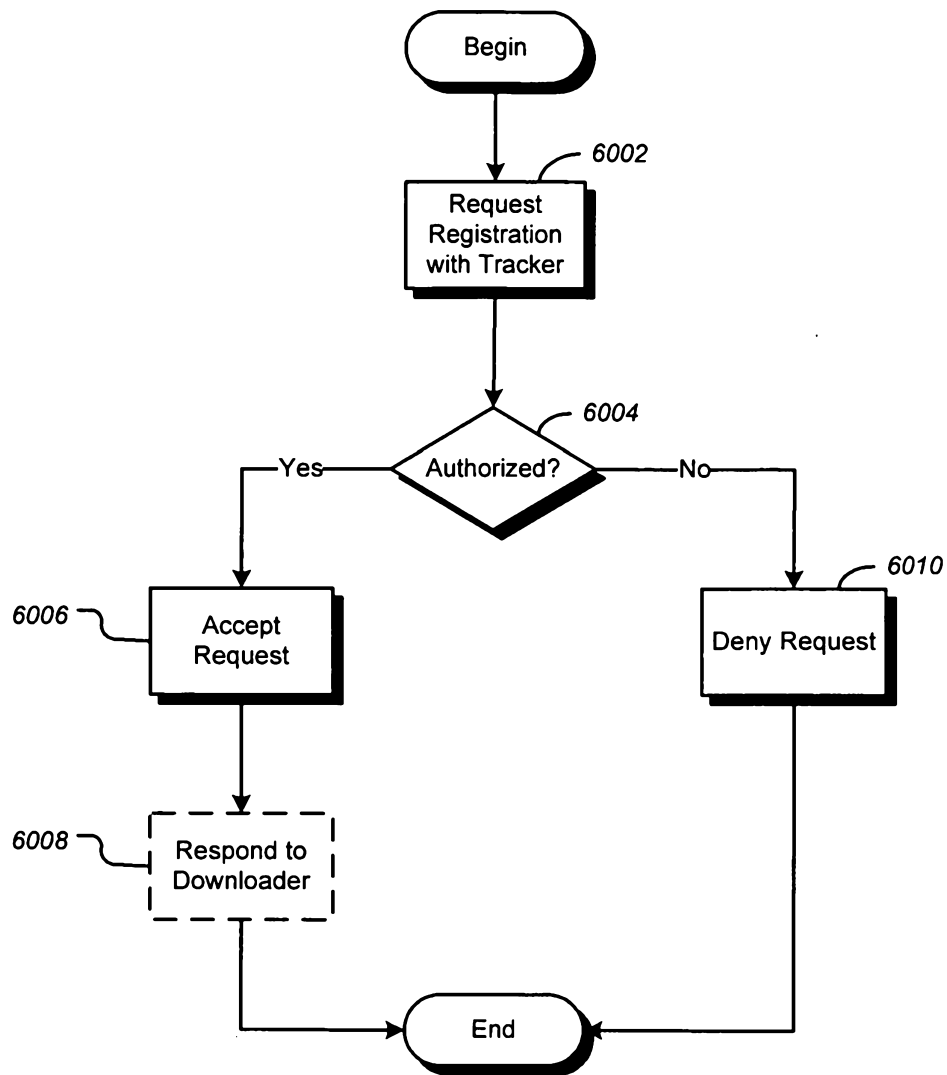 Begin
6002
Request
Registration
with Tracker
6004
Authorized?
Yes
No
6006
Accept
Request
6010
Deny Request
6008
Respond to
Downloader
End